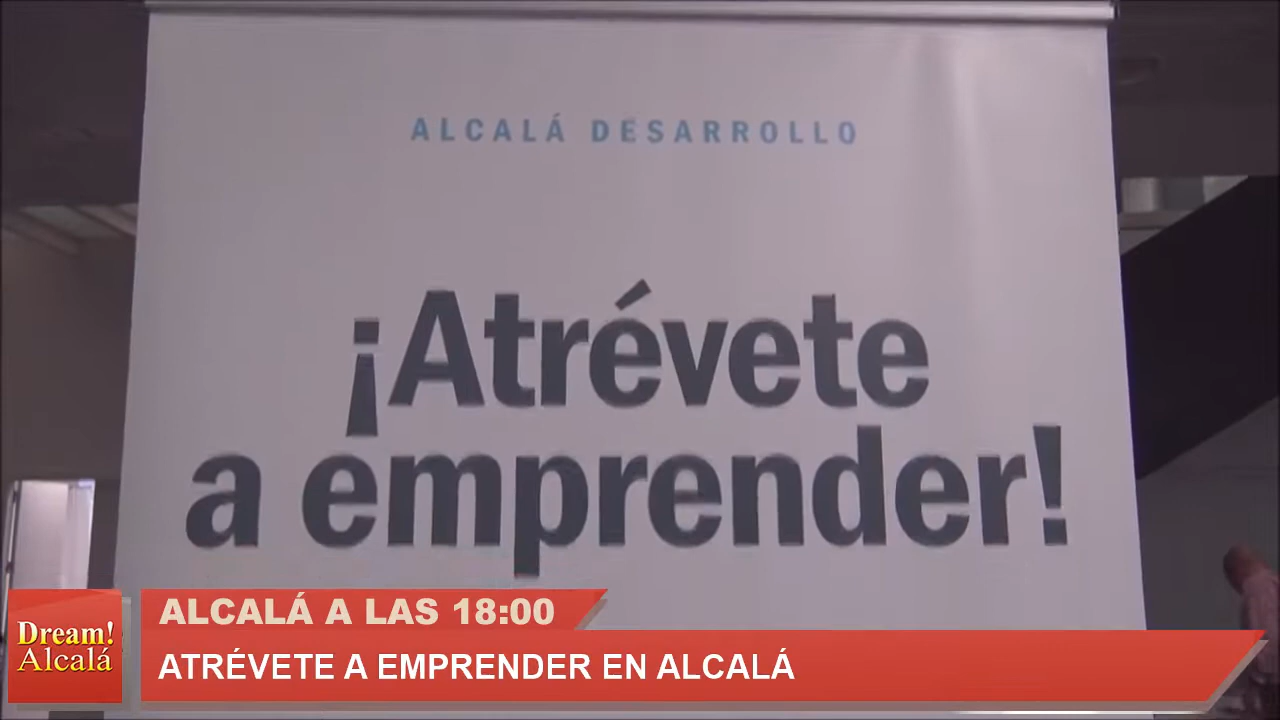 ALCALÁ DESARROLLO
¡Atrévete
a emprender!
ALCALÁ A LAS 18:00
Dream!
Alcalá
ATRÉVETE A EMPRENDER EN ALCALÁ